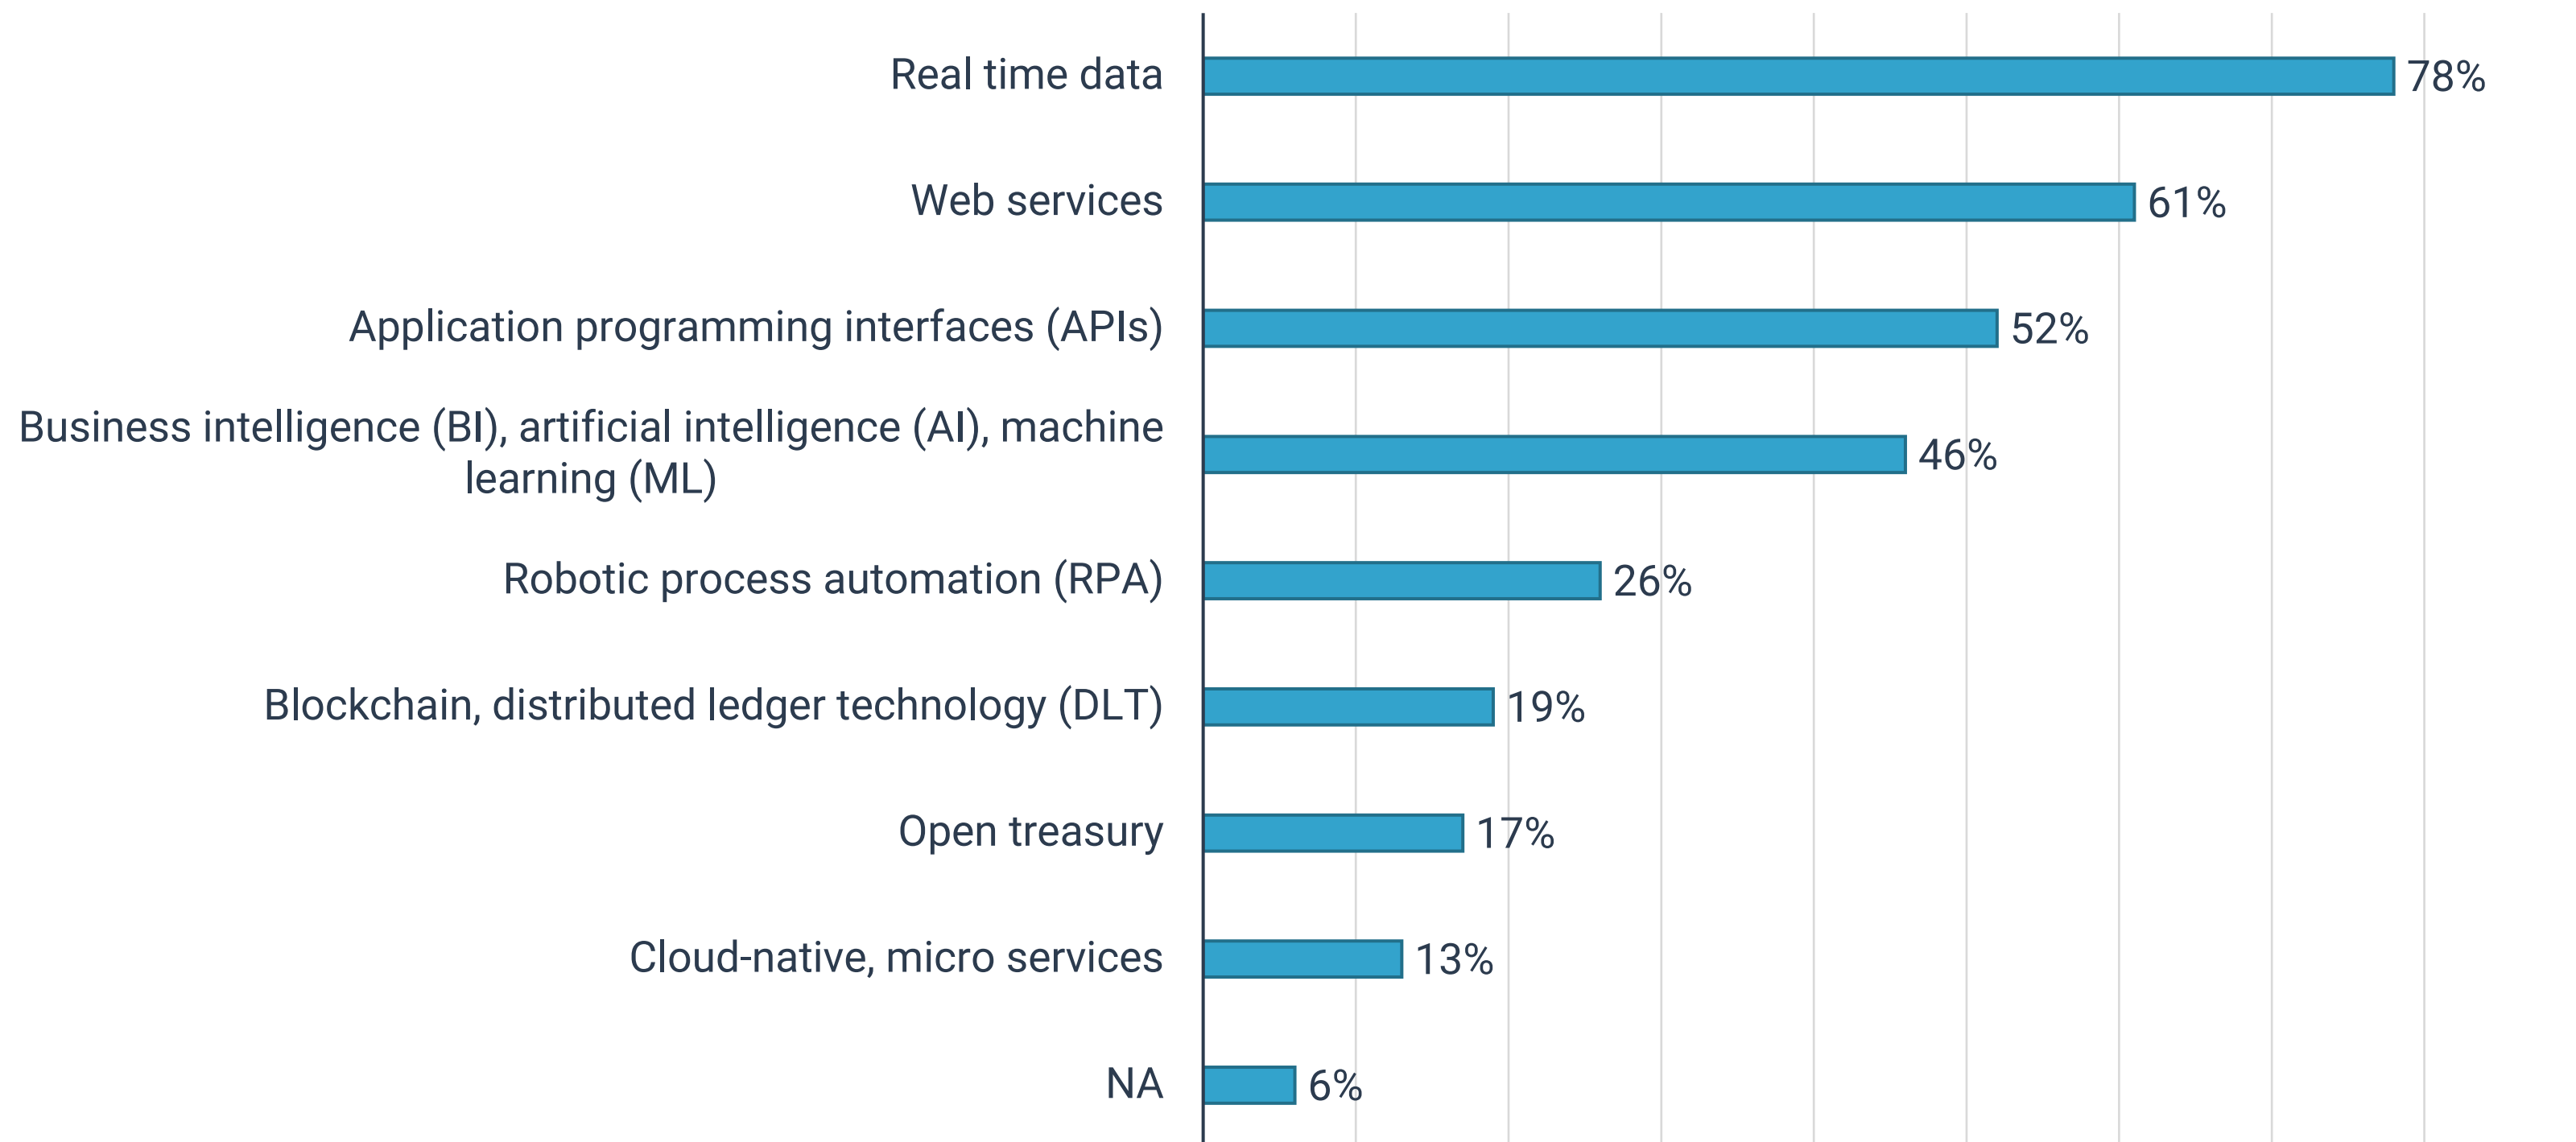 Real time data 78%
Web services 61%
Application programming interfaces (APIs) 52%
Business intelligence (BI), artificial intelligence (AI), machine
learning (ML) 46%
Robotic process automation (RPA) 26%
Blockchain, distributed ledger technology (DLT) 19%
Open treasury 17%
Cloud-native, micro services 13%
NA 6%